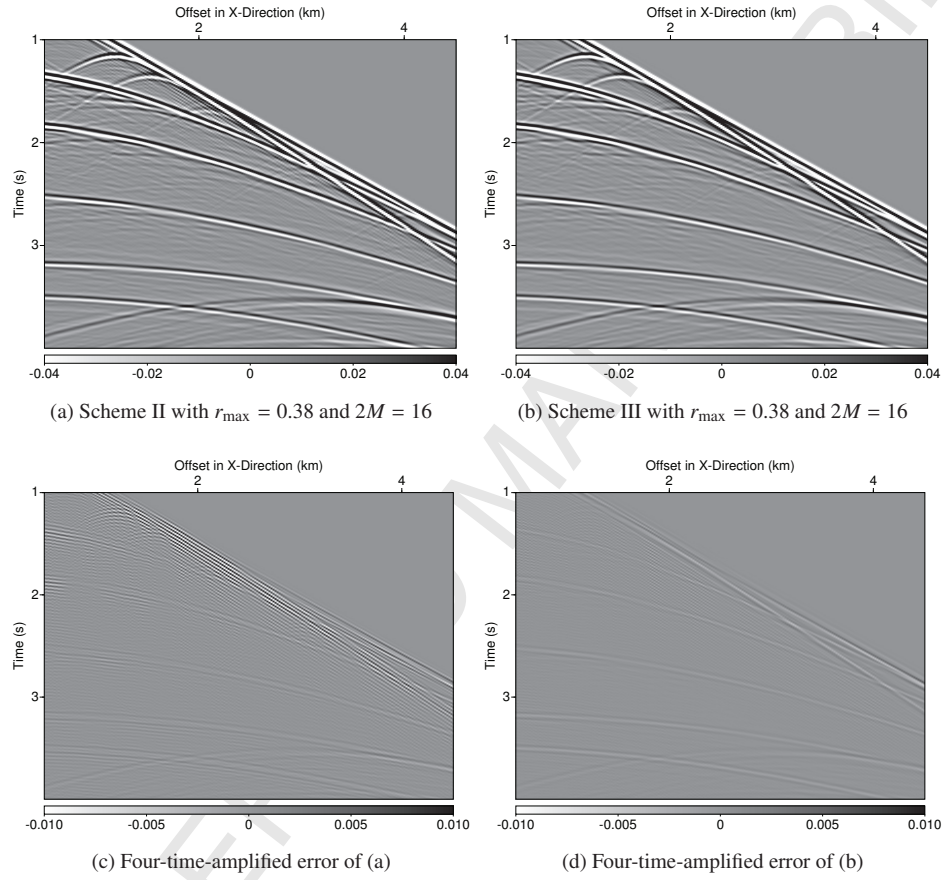 Offset in X-Direction (km)
2 4
1
2
3
Time (s)
-0.04 -0.02 0 0.02 0.04
(a) Scheme II with r_max = 0.38 and 2M = 16
Offset in X-Direction (km)
2 4
1
2
3
Time (s)
-0.04 -0.02 0 0.02 0.04
(b) Scheme III with r_max = 0.38 and 2M = 16
Offset in X-Direction (km)
2 4
1
2
3
Time (s)
-0.010 -0.005 0 0.005 0.010
(c) Four-time-amplified error of (a)
Offset in X-Direction (km)
2 4
1
2
3
Time (s)
-0.010 -0.005 0 0.005 0.010
(d) Four-time-amplified error of (b)